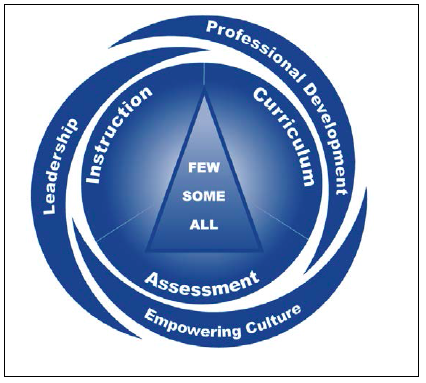 Professional Development
Leadership
Instruction
Curriculum
FEW
SOME
ALL
Assessment
Empowering Culture